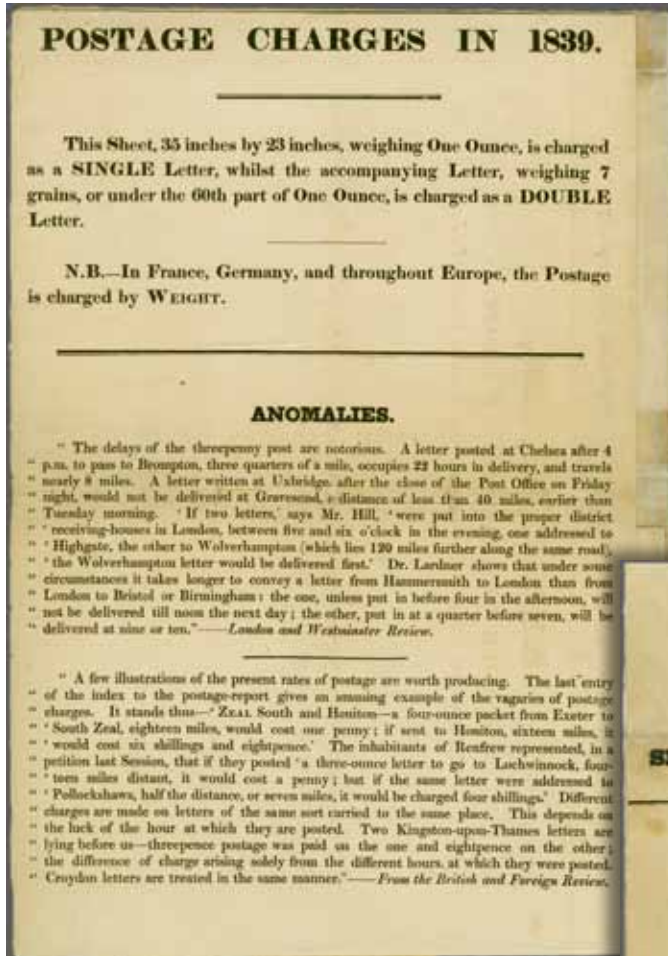 POSTAGE CHARGES IN 1839.
This Sheet, 35 inches by 23 inches, weighing One Ounce, is charged
as a SINGLE Letter, whilst the accompanying Letter, weighing 7
grains, or under the 60th part of One Ounce, is charged as a DOUBLE
Letter.
N.B.—In France, Germany, and throughout Europe, the Postage
is charged by WEIGHT.
ANOMALIES.
" The delays of the threepenny post are notorious. A letter posted at Chelsea after 4
" p.m. to pass to Brompton, three quarters of a mile, occupies 22 hours in delivery, and travels
" nearly 8 miles. A letter written at Uxbridge, after the close of the Post Office on Friday
" night, would not be delivered at Gravesend, a distance of less than 40 miles, earlier than
" Tuesday morning. ' If two letters,' says Mr. Hill, ' were put into the proper district
" ' receiving-houses in London, between five and six o'clock in the evening, one addressed to
" ' Highgate, the other to Wolverhampton (which lies 120 miles further along the same road),
" ' the Wolverhampton letter would be delivered first.' Dr. Lardner shows that under some
" circumstances it takes longer to convey a letter from Hammersmith to London than from
" London to Bristol or Birmingham : the one, unless put in before four in the afternoon, will
" not be delivered till noon the next day ; the other, put in at a quarter before seven, will be
" delivered at nine or ten."——London and Westminster Review.
" A few illustrations of the present rates of postage are worth producing. The last entry
" of the index to the postage-report gives an amusing example of the vagaries of postage
" charges. It stands thus—' ZEAL South and Honiton—a four-ounce packet from Exeter to
" ' South Zeal, eighteen miles, would cost one penny ; if sent to Honiton, sixteen miles, it
" ' would cost six shillings and eightpence.' The inhabitants of Renfrew represented, in a
" petition last Session, that if they posted ' a three-ounce letter to go to Lochwinnock, four-
" ' teen miles distant, it would cost a penny ; but if the same letter were addressed to
" ' Pollockshaws, half the distance, or seven miles, it would be charged four shillings.' Different
" charges are made on letters of the same sort carried to the same place. This depends on
" the luck of the hour at which they are posted. Two Kingston-upon-Thames letters are
" lying before us—threepence postage was paid on the one and eightpence on the other ;
" the difference of charge arising solely from the different hours, at which they were posted.
" Croydon letters are treated in the same manner."——From the British and Foreign Review.